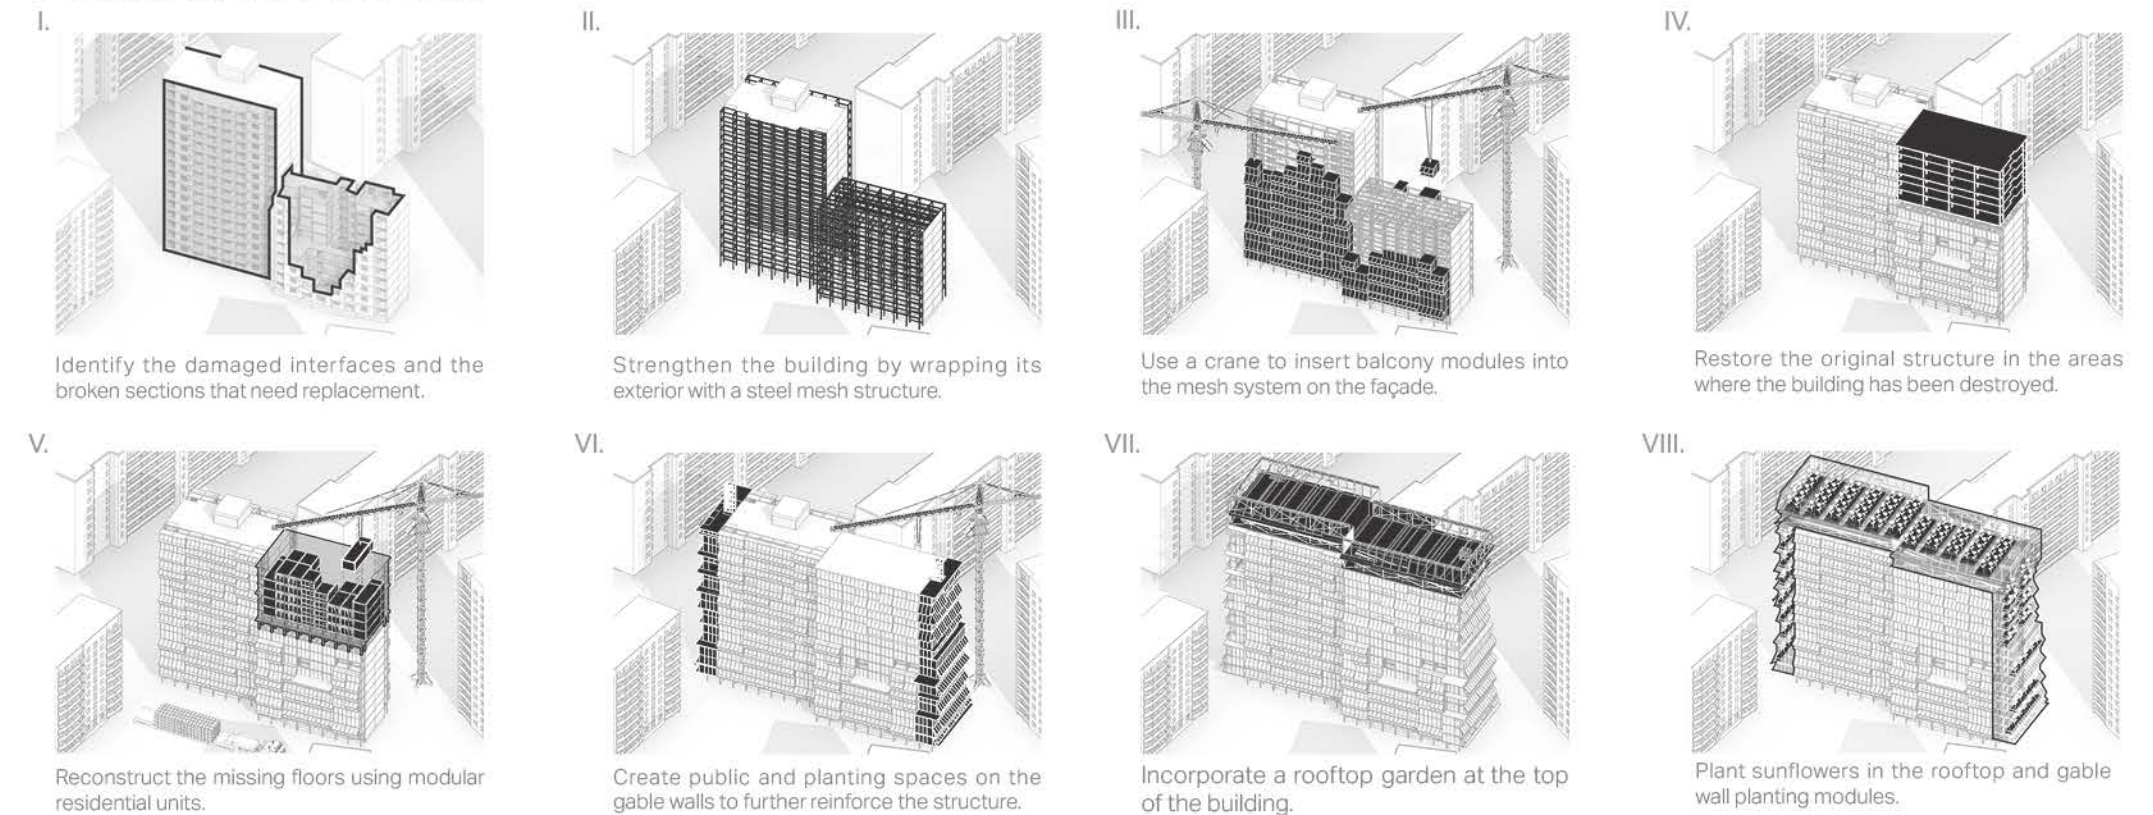 I.
Identify the damaged interfaces and the
broken sections that need replacement.
II.
Strengthen the building by wrapping its
exterior with a steel mesh structure.
III.
Use a crane to insert balcony modules into
the mesh system on the façade.
IV.
Restore the original structure in the areas
where the building has been destroyed.
V.
Reconstruct the missing floors using modular
residential units.
VI.
Create public and planting spaces on the
gable walls to further reinforce the structure.
VII.
Incorporate a rooftop garden at the top
of the building.
VIII.
Plant sunflowers in the rooftop and gable
wall planting modules.